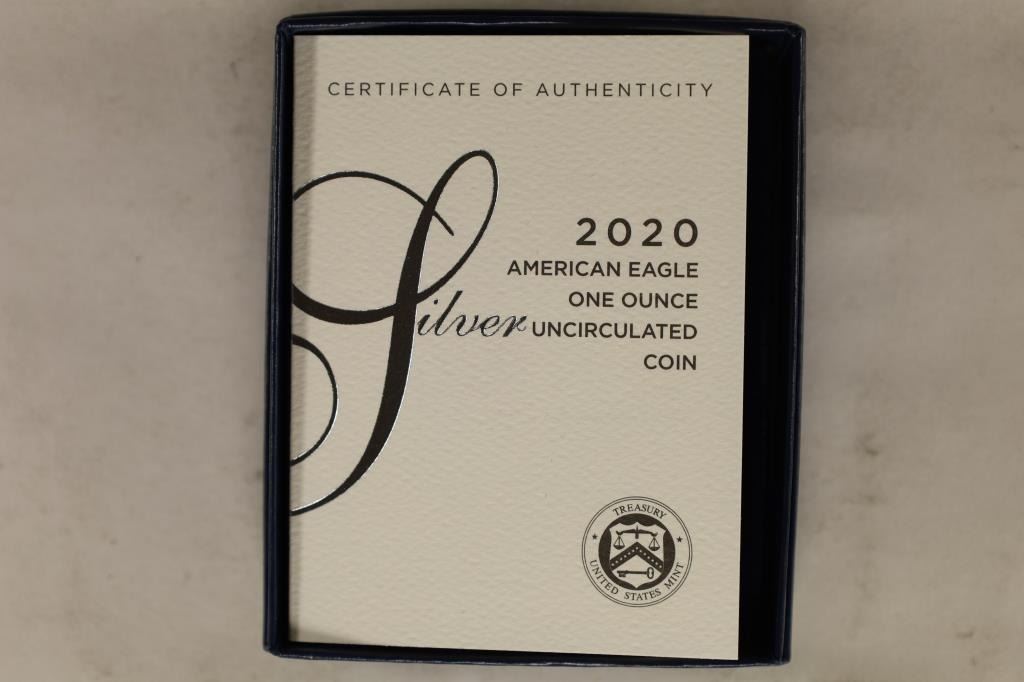 CERTIFICATE OF AUTHENTICITY
2020
AMERICAN EAGLE
ONE OUNCE
Silver UNCIRCULATED
COIN
TREASURY
UNITED STATES MINT